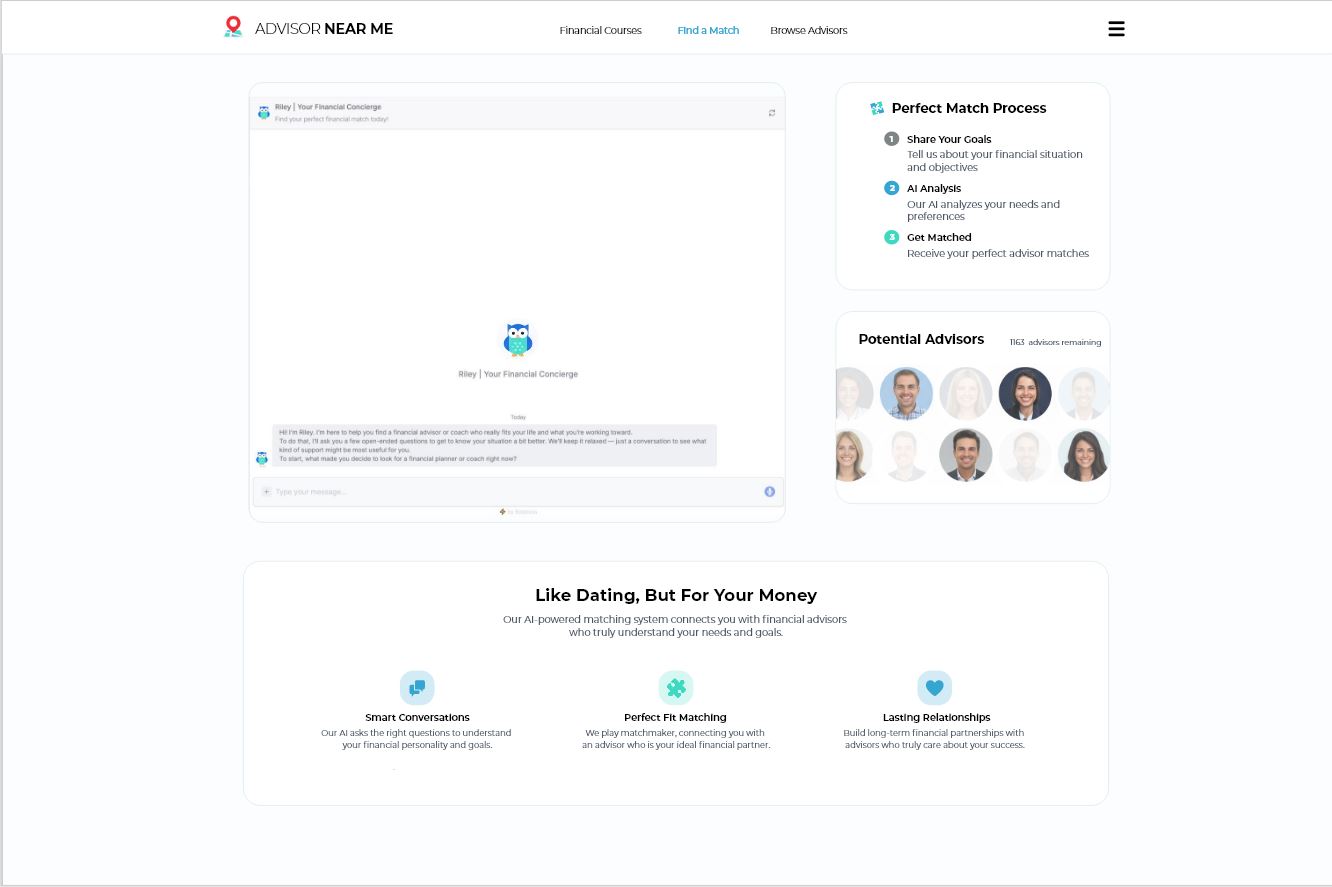 ADVISOR NEAR ME
Financial Courses
Find a Match
Browse Advisors
Riley | Your Financial Concierge
Find your perfect financial match today!
Riley | Your Financial Concierge
Today
Hi! I'm Riley. I'm here to help you find a financial advisor or coach who really fits your life and what you're working toward.
To do that, I'll ask you a few open-ended questions to get to know your situation a bit better. We'll keep it relaxed — just a conversation to see what
kind of support might be most useful for you.
To start, what made you decide to look for a financial planner or coach right now?
Type your message...
Perfect Match Process
1 Share Your Goals
Tell us about your financial situation
and objectives
2 AI Analysis
Our AI analyzes your needs and
preferences
3 Get Matched
Receive your perfect advisor matches
Potential Advisors
1163 advisors remaining
Like Dating, But For Your Money
Our AI-powered matching system connects you with financial advisors
who truly understand your needs and goals.
Smart Conversations
Our AI asks the right questions to understand
your financial personality and goals.
Perfect Fit Matching
We play matchmaker, connecting you with
an advisor who is your ideal financial partner.
Lasting Relationships
Build long-term financial partnerships with
advisors who truly care about your success.